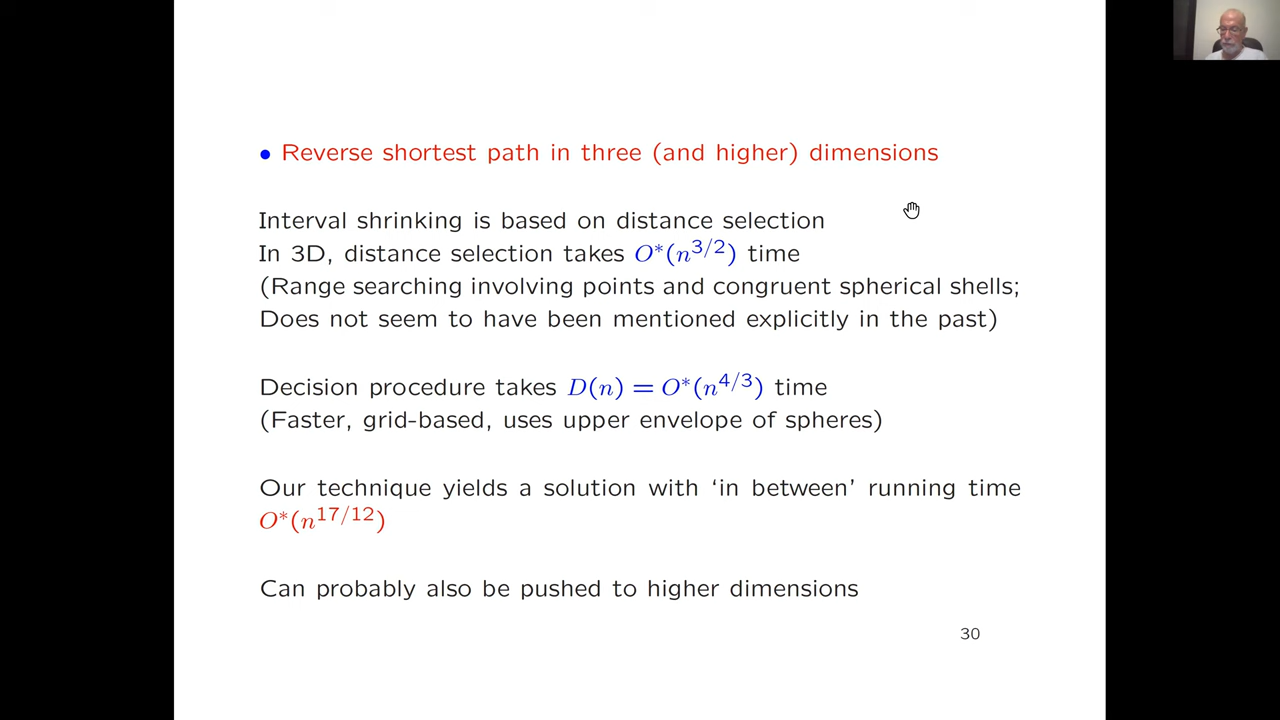 • Reverse shortest path in three (and higher) dimensions
Interval shrinking is based on distance selection
In 3D, distance selection takes O*(n^{3/2}) time
(Range searching involving points and congruent spherical shells;
Does not seem to have been mentioned explicitly in the past)
Decision procedure takes D(n) = O*(n^{4/3}) time
(Faster, grid-based, uses upper envelope of spheres)
Our technique yields a solution with ‘in between’ running time
O*(n^{17/12})
Can probably also be pushed to higher dimensions
30